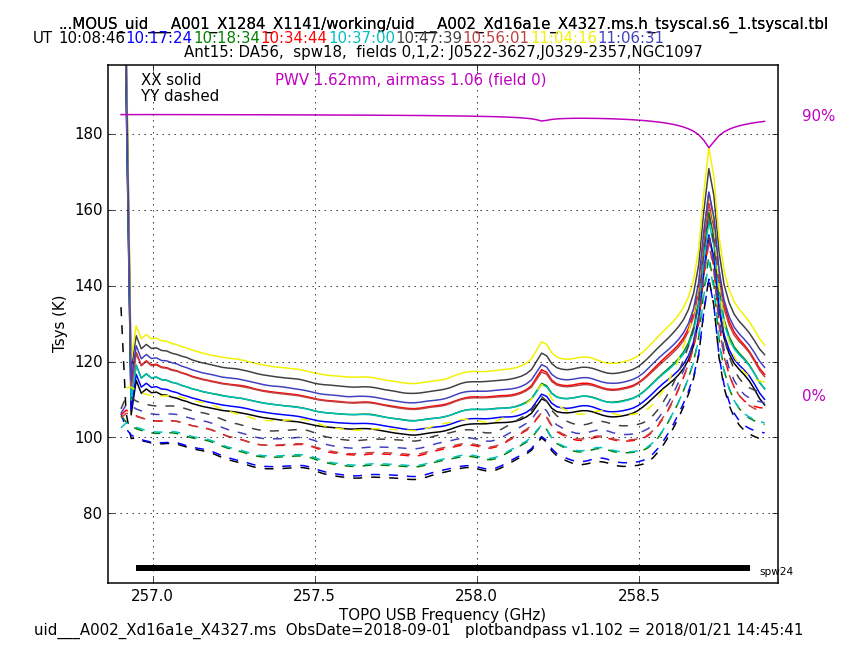 ...MOUS_uid___A001_X1284_X1141/working/uid___A002_Xd16a1e_X4327.ms.h_tsyscal.s6_1.tsyscal.tbl
UT 10:08:46 10:17:24 10:18:34 10:34:44 10:37:00 10:47:39 10:56:01 11:04:16 11:06:31
Ant15: DA56, spw18, fields 0,1,2: J0522-3627,J0329-2357,NGC1097
XX solid PWV 1.62mm, airmass 1.06 (field 0)
YY dashed
90%
180
160
140
120
100
80
0%
Tsys (K)
spw24
257.0 257.5 258.0 258.5
TOPO USB Frequency (GHz)
uid___A002_Xd16a1e_X4327.ms ObsDate=2018-09-01 plotbandpass v1.102 = 2018/01/21 14:45:41